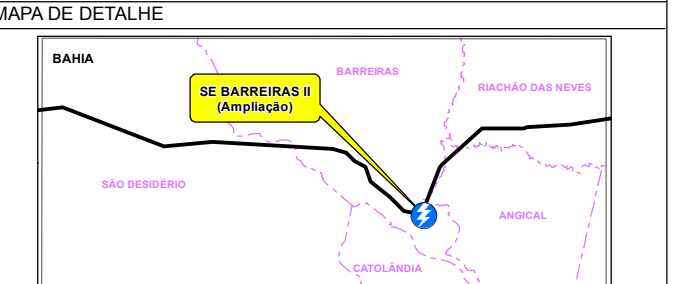 MAPA DE DETALHE
BAHIA
BARREIRAS
RIACHÃO DAS NEVES
SE BARREIRAS II
(Ampliação)
SÃO DESIDÉRIO
ANGICAL
CATOLÂNDIA